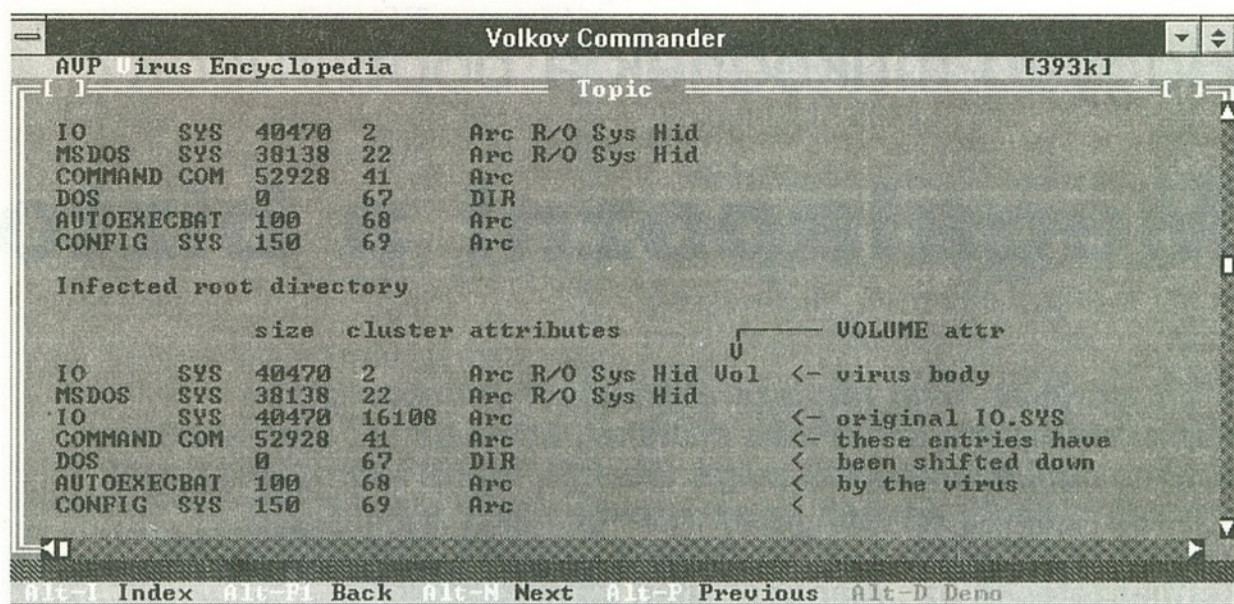 Volkov Commander
AVP Virus Encyclopedia [393k]
[ ] Topic [ ]
IO SYS 40470 2 Arc R/O Sys Hid
MSDOS SYS 38138 22 Arc R/O Sys Hid
COMMAND COM 52928 41 Arc
DOS 0 67 DIR
AUTOEXECBAT 100 68 Arc
CONFIG SYS 150 69 Arc
Infected root directory
size cluster attributes VOLUME attr
V
IO SYS 40470 2 Arc R/O Sys Hid Vol <- virus body
MSDOS SYS 38138 22 Arc R/O Sys Hid
IO SYS 40470 16108 Arc <- original IO.SYS
COMMAND COM 52928 41 Arc <- these entries have
DOS 0 67 DIR < been shifted down
AUTOEXECBAT 100 68 Arc < by the virus
CONFIG SYS 150 69 Arc <
Alt-I Index Alt-F1 Back Alt-N Next Alt-P Previous Alt-D Demo